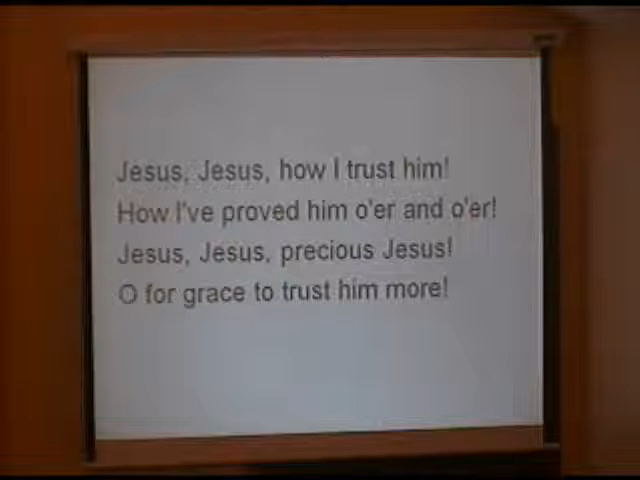 Jesus, Jesus, how I trust him!
How I've proved him o'er and o'er!
Jesus, Jesus, precious Jesus!
O for grace to trust him more!